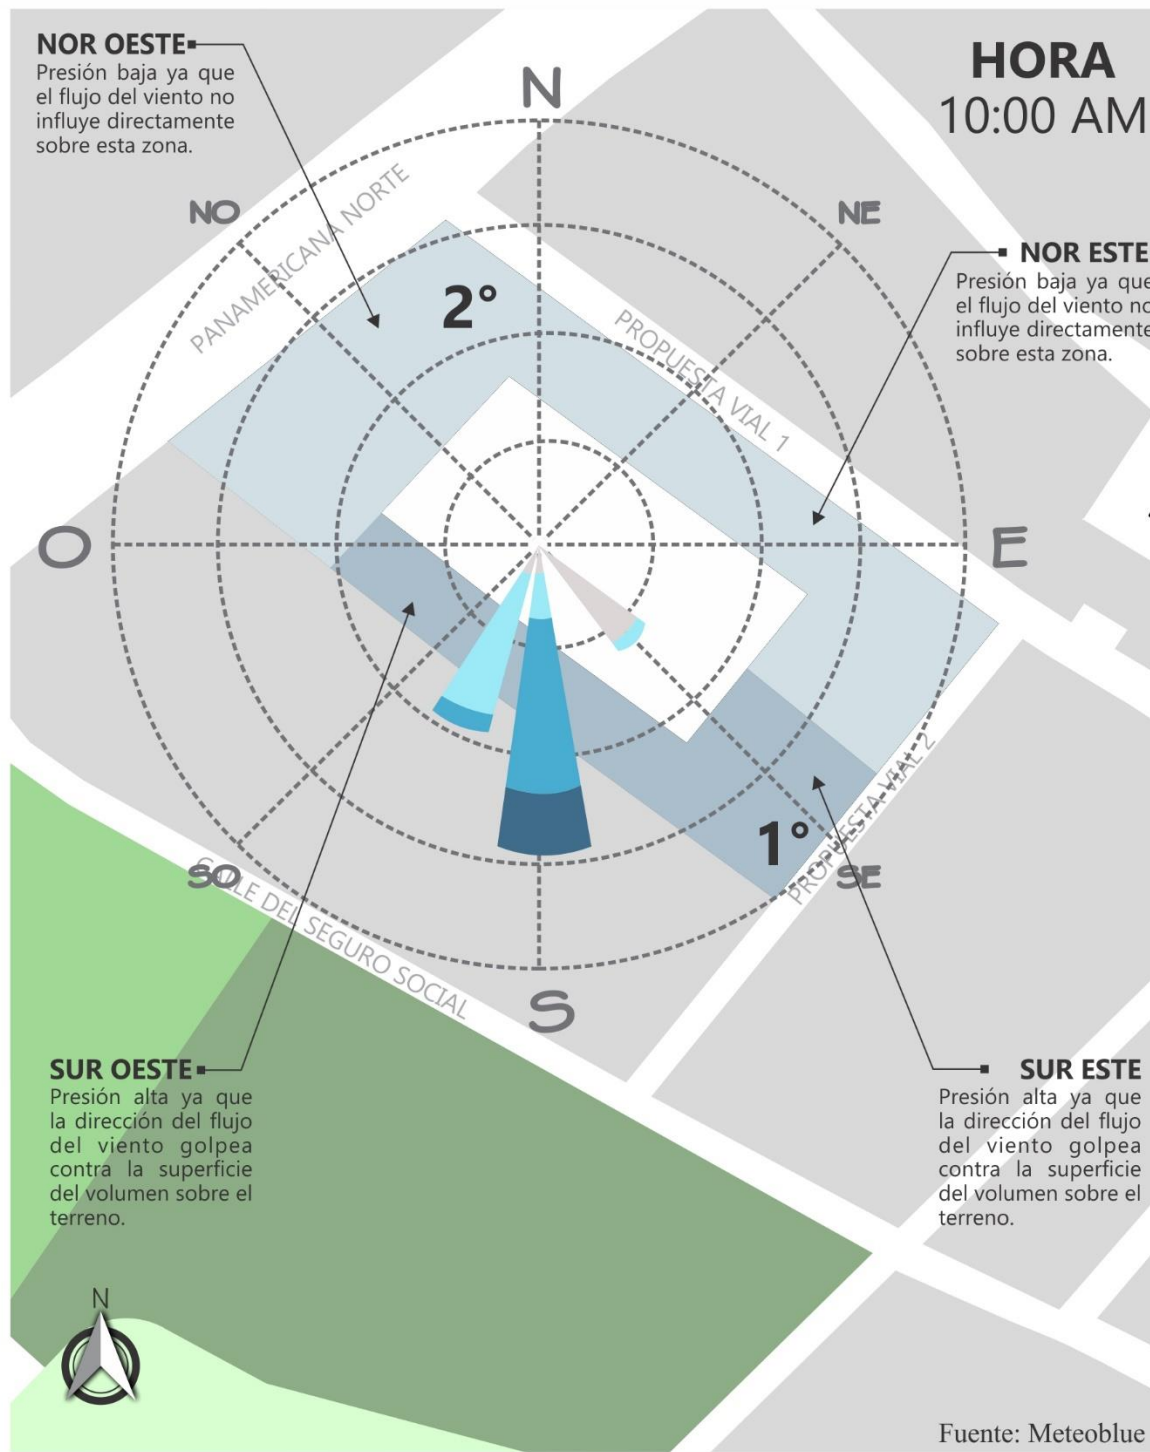 NOR OESTE
Presión baja ya que
el flujo del viento no
influye directamente
sobre esta zona.
HORA
10:00 AM
N
NO
NE
PANAMERICANA NORTE
NOR ESTE
Presión baja ya que
el flujo del viento no
influye directamente
sobre esta zona.
2°
PROPUESTA VIAL 1
O
E
1°
PROPUESTA VIAL 2
SO
SE
CALLE DEL SEGURO SOCIAL
S
SUR OESTE
Presión alta ya que
la dirección del flujo
del viento golpea
contra la superficie
del volumen sobre el
terreno.
SUR ESTE
Presión alta ya que
la dirección del flujo
del viento golpea
contra la superficie
del volumen sobre el
terreno.
N
Fuente: Meteoblue